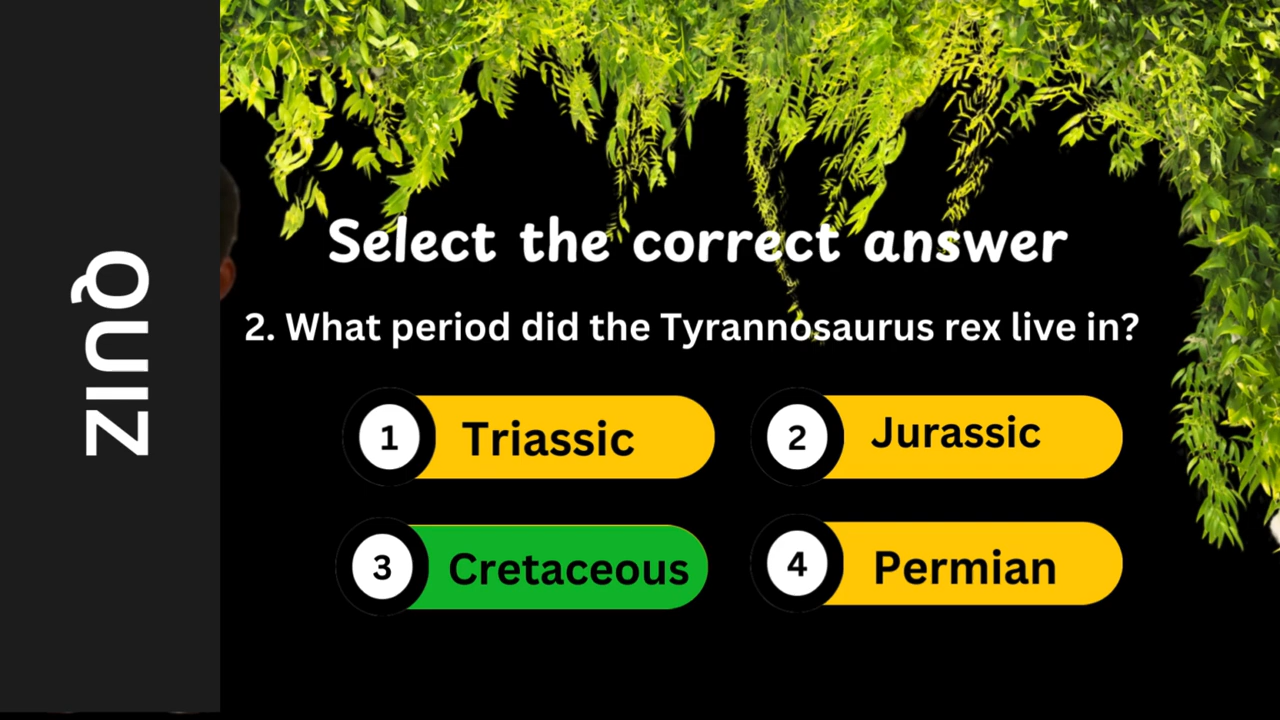 QUIZ
Select the correct answer
2. What period did the Tyrannosaurus rex live in?
1 Triassic
2 Jurassic
3 Cretaceous
4 Permian